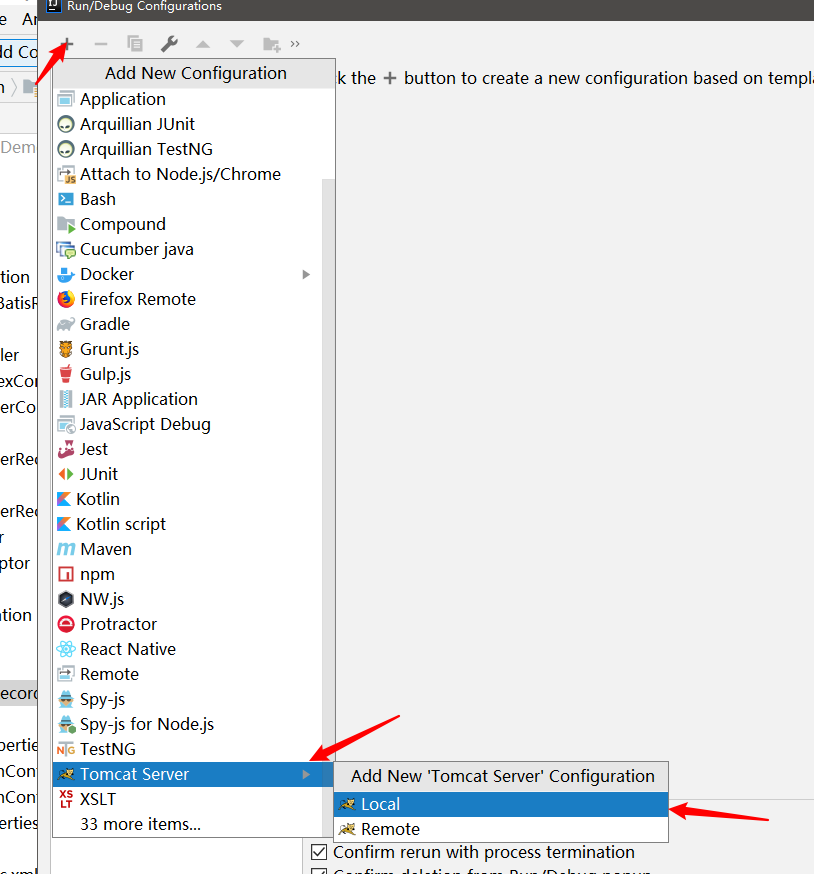 Run/Debug Configurations
Add New Configuration
k the + button to create a new configuration based on templa
Application
Arquillian JUnit
Arquillian TestNG
Attach to Node.js/Chrome
Bash
Compound
Cucumber java
Docker
Firefox Remote
Gradle
Grunt.js
Gulp.js
JAR Application
JavaScript Debug
Jest
JUnit
Kotlin
Kotlin script
Maven
npm
NW.js
Protractor
React Native
Remote
Spy-js
Spy-js for Node.js
TestNG
Tomcat Server
XSLT
33 more items...
Add New 'Tomcat Server' Configuration
Local
Remote
Confirm rerun with process termination
Confirm deletion from Run/Debug popup
dd Co
Dem
tion
BatisR
ler
exCon
erCo
erRec
erRec
r
ptor
ation
ecord
perties
nCon
nCon
erties
s.xml